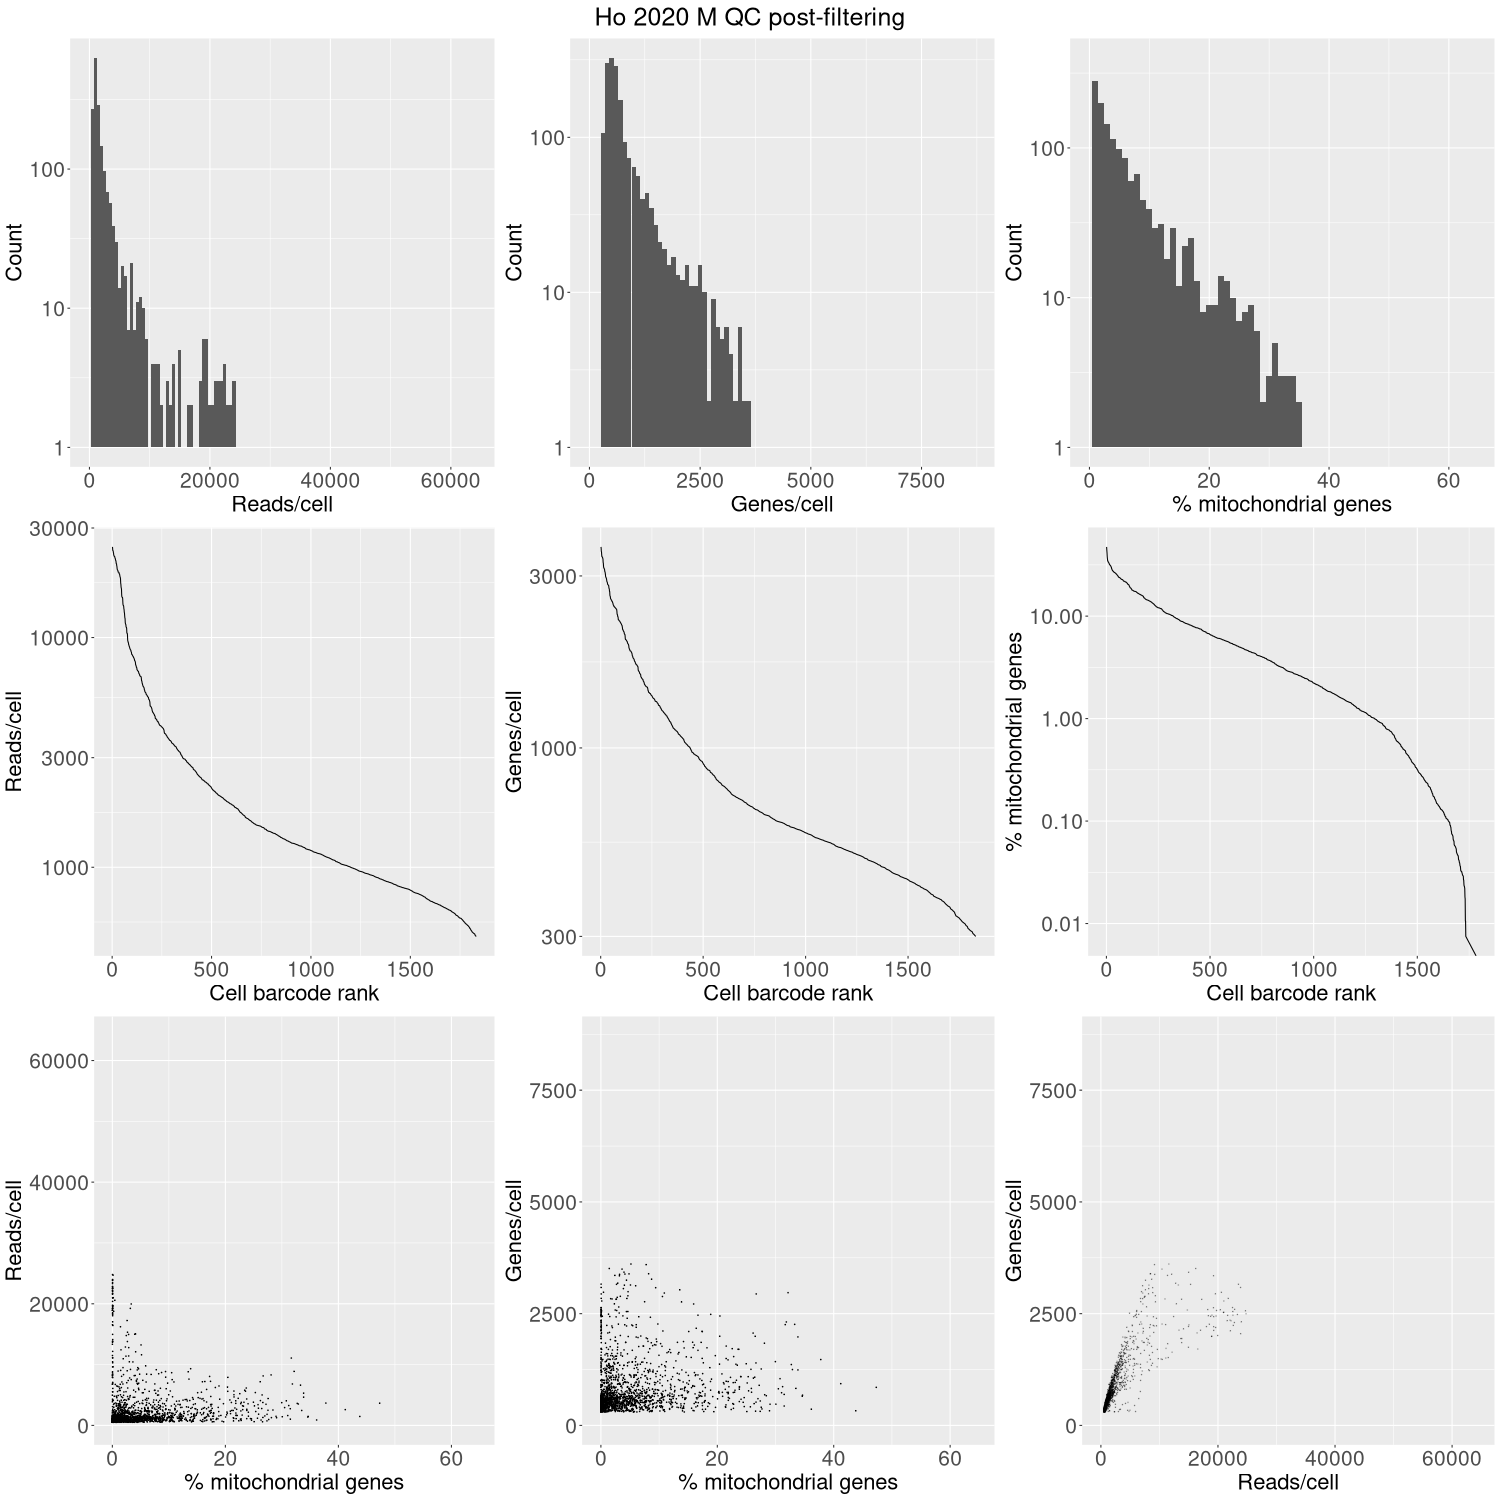 Ho 2020 M QC post-filtering
Count
100
10
1
0 20000 40000 60000
Reads/cell
Count
100
10
1
0 2500 5000 7500
Genes/cell
Count
100
10
1
0 20 40 60
% mitochondrial genes
Reads/cell
30000
10000
3000
1000
0 500 1000 1500
Cell barcode rank
Genes/cell
3000
1000
300
0 500 1000 1500
Cell barcode rank
% mitochondrial genes
10.00
1.00
0.10
0.01
0 500 1000 1500
Cell barcode rank
Reads/cell
60000
40000
20000
0
0 20 40 60
% mitochondrial genes
Genes/cell
7500
5000
2500
0
0 20 40 60
% mitochondrial genes
Genes/cell
7500
5000
2500
0
0 20000 40000 60000
Reads/cell